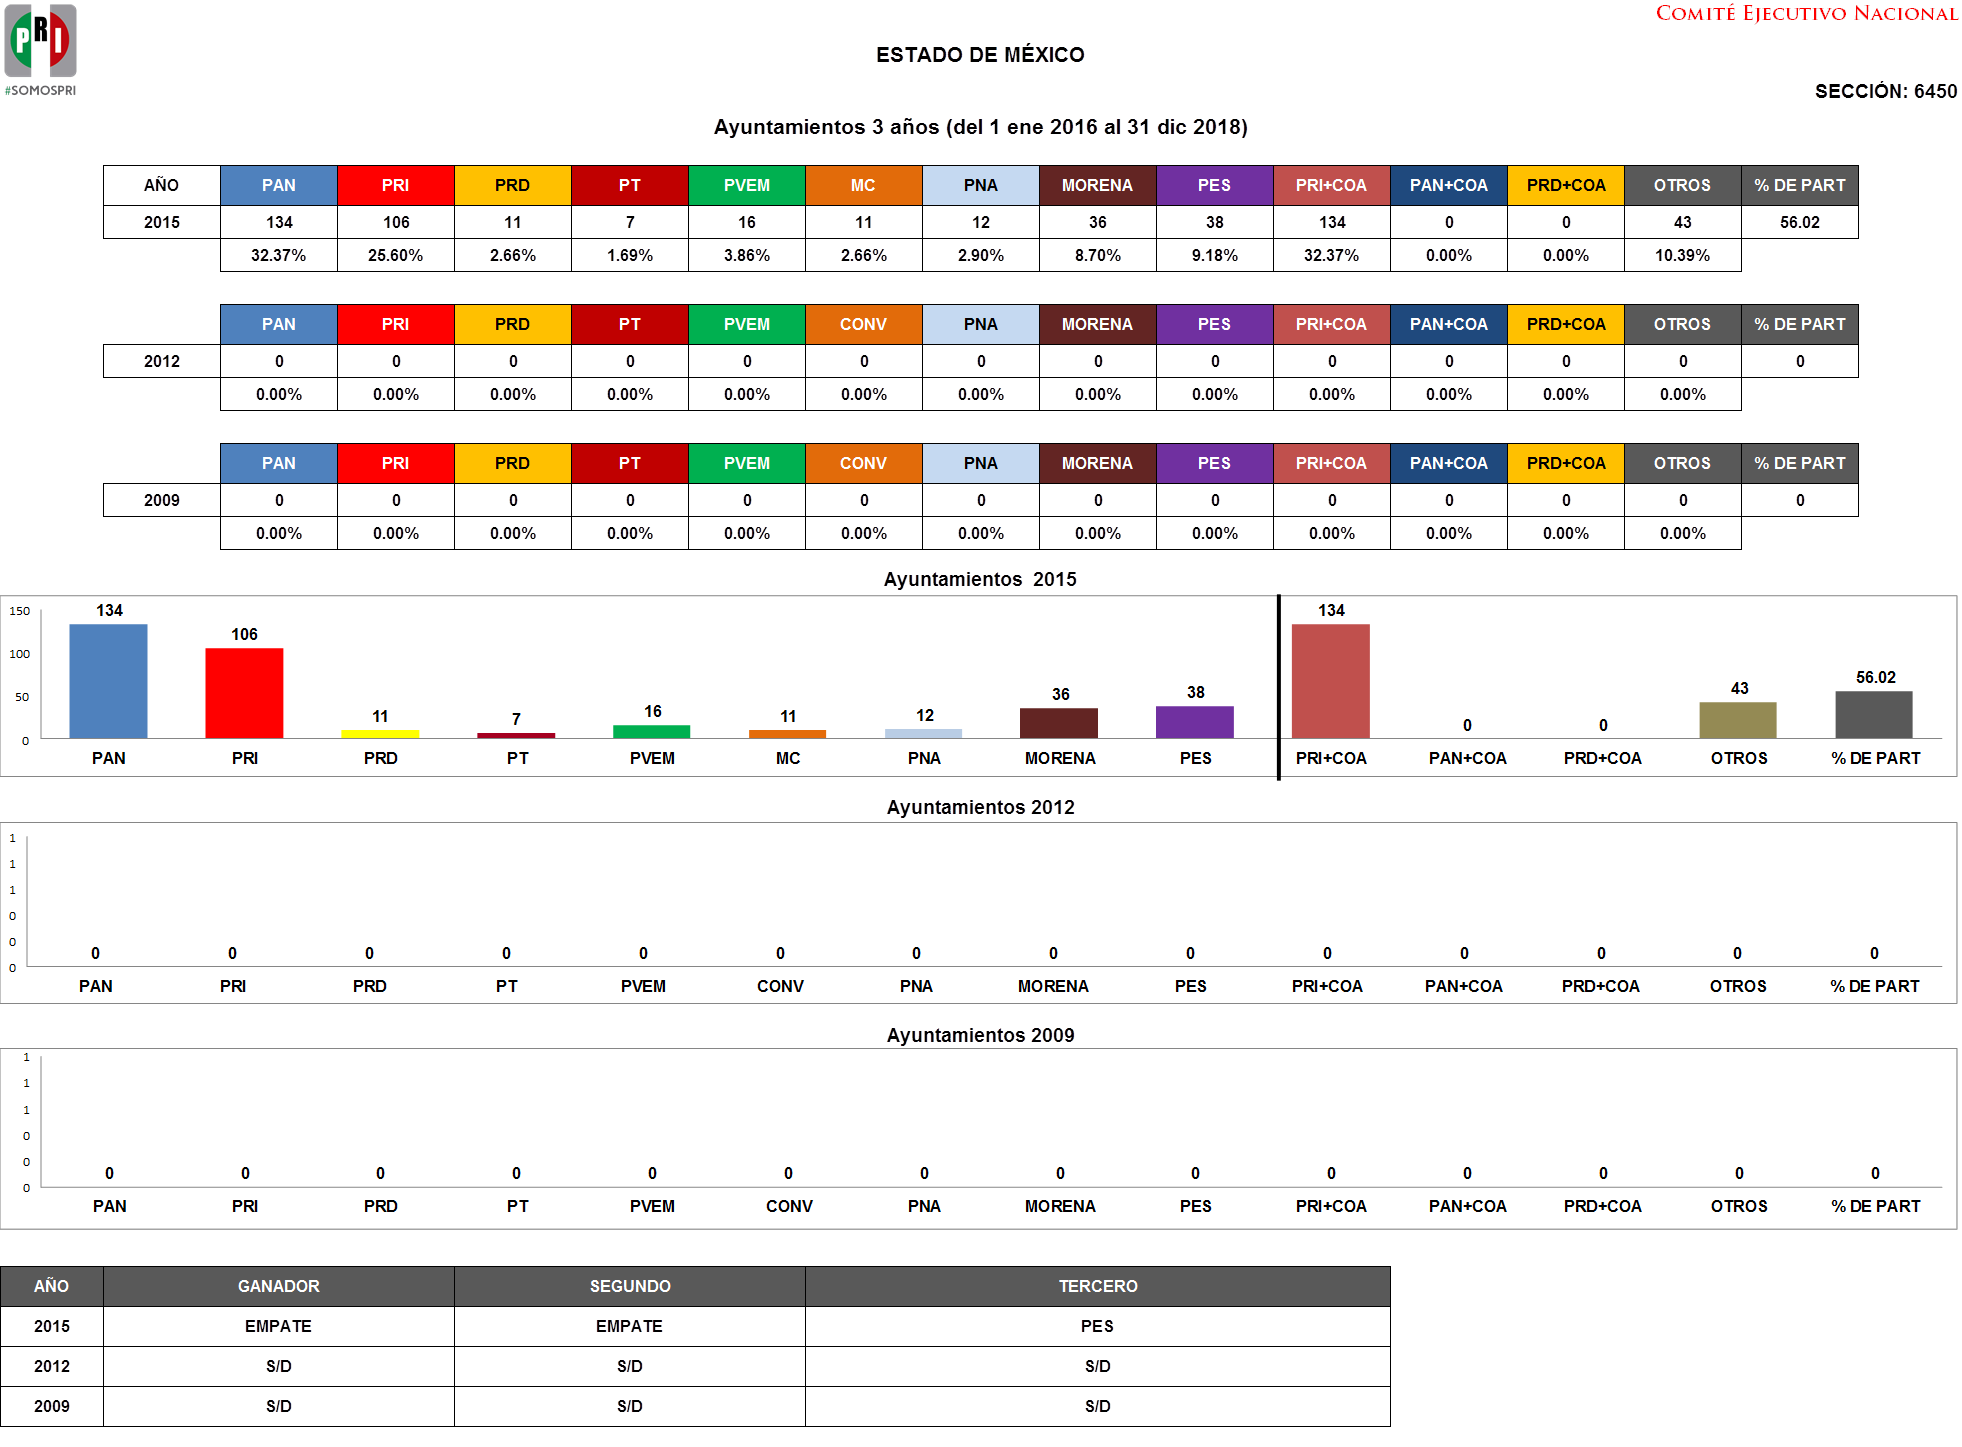 PRI
#SOMOSPRI
COMITÉ EJECUTIVO NACIONAL
ESTADO DE MÉXICO
SECCIÓN: 6450
Ayuntamientos 3 años (del 1 ene 2016 al 31 dic 2018)
AÑO PAN PRI PRD PT PVEM MC PNA MORENA PES PRI+COA PAN+COA PRD+COA OTROS % DE PART
2015 134 106 11 7 16 11 12 36 38 134 0 0 43 56.02
32.37% 25.60% 2.66% 1.69% 3.86% 2.66% 2.90% 8.70% 9.18% 32.37% 0.00% 0.00% 10.39%
PAN PRI PRD PT PVEM CONV PNA MORENA PES PRI+COA PAN+COA PRD+COA OTROS % DE PART
2012 0 0 0 0 0 0 0 0 0 0 0 0 0 0
0.00% 0.00% 0.00% 0.00% 0.00% 0.00% 0.00% 0.00% 0.00% 0.00% 0.00% 0.00% 0.00%
PAN PRI PRD PT PVEM CONV PNA MORENA PES PRI+COA PAN+COA PRD+COA OTROS % DE PART
2009 0 0 0 0 0 0 0 0 0 0 0 0 0 0
0.00% 0.00% 0.00% 0.00% 0.00% 0.00% 0.00% 0.00% 0.00% 0.00% 0.00% 0.00% 0.00%
Ayuntamientos 2015
150
100
50
0
134 106 11 7 16 11 12 36 38 134 0 0 43 56.02
PAN PRI PRD PT PVEM MC PNA MORENA PES PRI+COA PAN+COA PRD+COA OTROS % DE PART
Ayuntamientos 2012
1
1
1
0
0
0
0 0 0 0 0 0 0 0 0 0 0 0 0 0
PAN PRI PRD PT PVEM CONV PNA MORENA PES PRI+COA PAN+COA PRD+COA OTROS % DE PART
Ayuntamientos 2009
1
1
1
0
0
0
0 0 0 0 0 0 0 0 0 0 0 0 0 0
PAN PRI PRD PT PVEM CONV PNA MORENA PES PRI+COA PAN+COA PRD+COA OTROS % DE PART
AÑO GANADOR SEGUNDO TERCERO
2015 EMPATE EMPATE PES
2012 S/D S/D S/D
2009 S/D S/D S/D